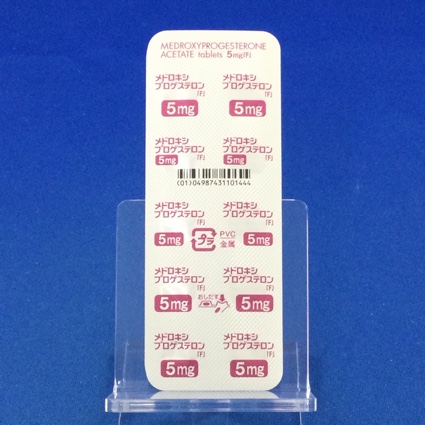 MEDROXYPROGESTERONE
ACETATE tablets 5mg「F」
メドロキシ メドロキシ
プロゲステロン プロゲステロン
「F」 「F」
5mg 5mg
メドロキシ メドロキシ
プロゲステロン プロゲステロン
「F」 「F」
5mg 5mg
(01)04987431101444
メドロキシ メドロキシ
プロゲステロン プロゲステロン
「F」 プラ PVC 「F」
5mg 金属 5mg
メドロキシ メドロキシ
プロゲステロン プロゲステロン
「F」 おしだす 「F」
5mg 5mg
メドロキシ メドロキシ
プロゲステロン プロゲステロン
「F」 「F」
5mg 5mg